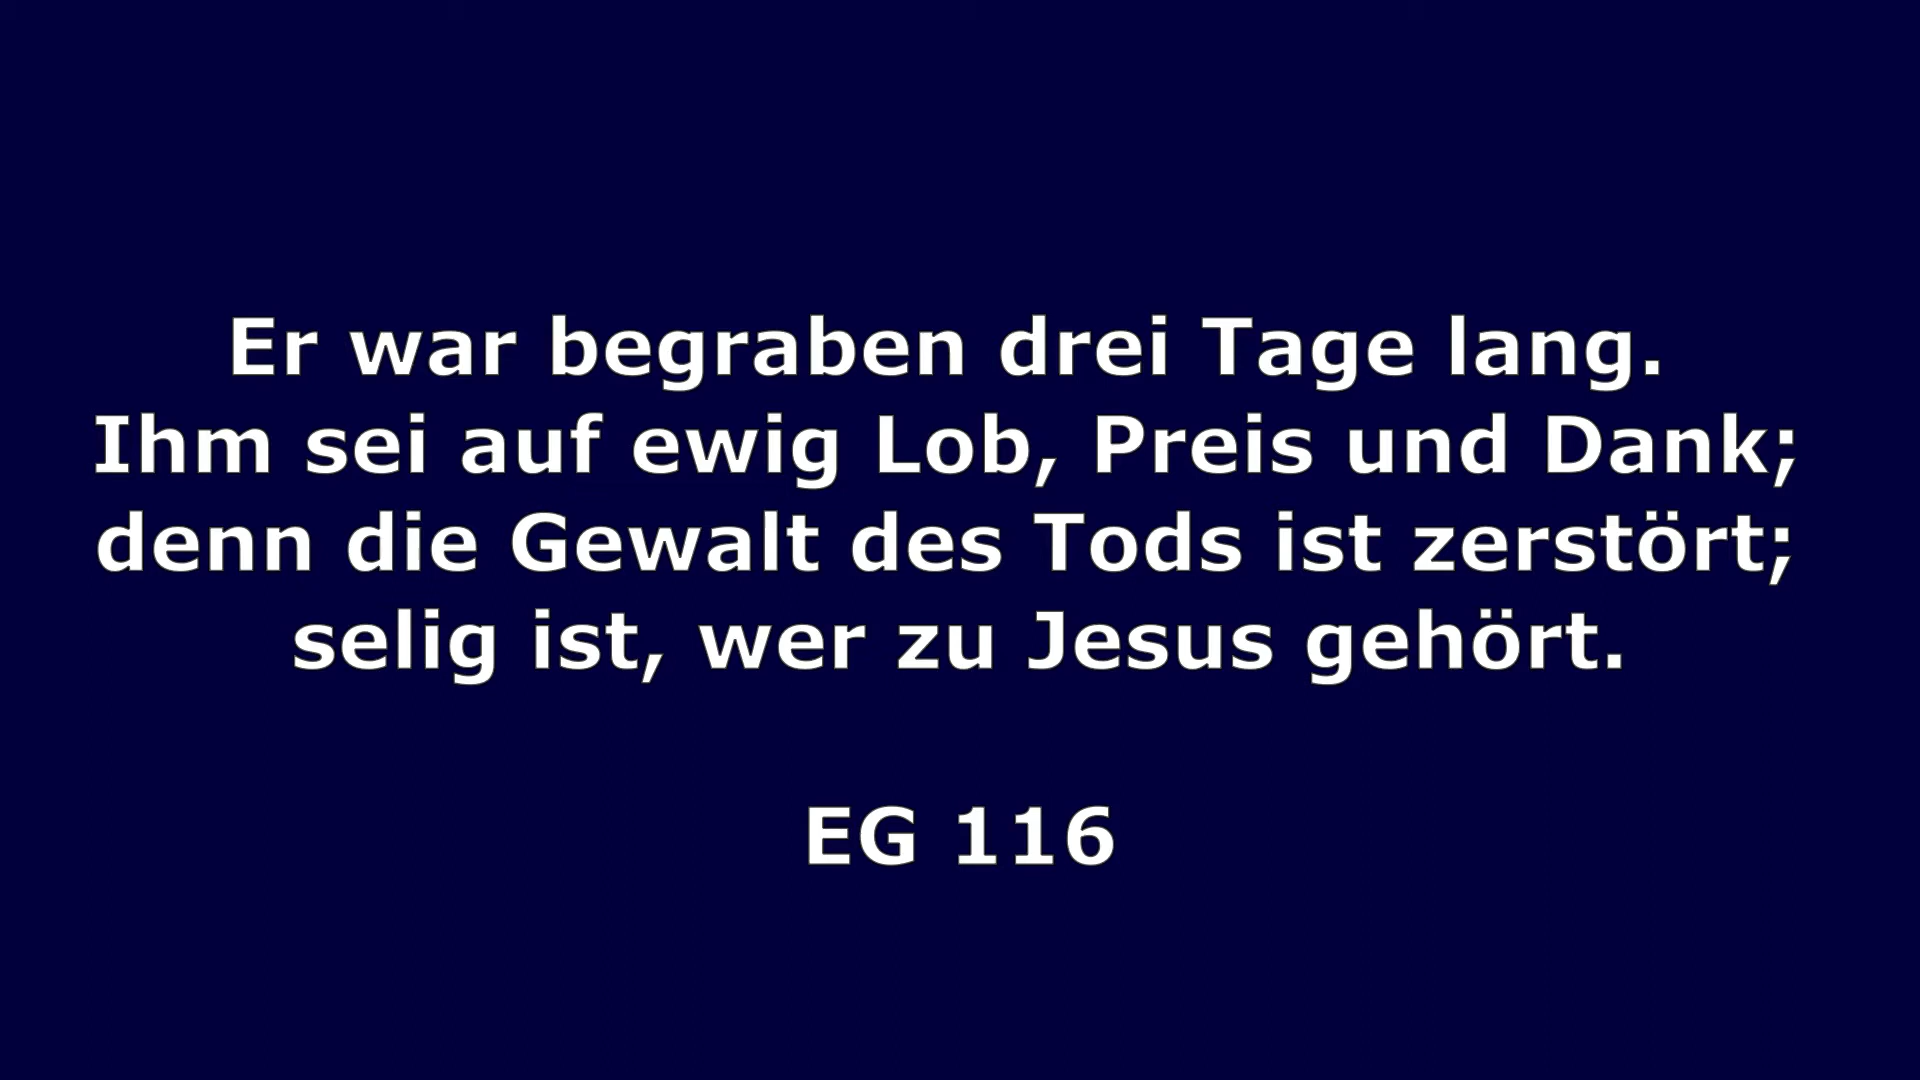 Er war begraben drei Tage lang.
Ihm sei auf ewig Lob, Preis und Dank;
denn die Gewalt des Tods ist zerstört;
selig ist, wer zu Jesus gehört.
EG 116